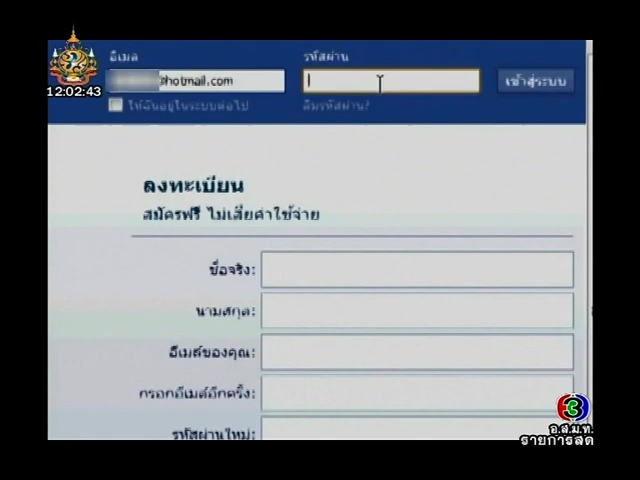 อีเมล
รหัสผ่าน
@hotmail.com
เข้าสู่ระบบ
12:02:43
ให้ฉันอยู่ในระบบต่อไป
ลืมรหัสผ่าน?
ลงทะเบียน
สมัครฟรี ไม่เสียค่าใช้จ่าย
ชื่อจริง:
นามสกุล:
อีเมล์ของคุณ:
กรอกอีเมล์อีกครั้ง:
รหัสผ่านใหม่:
3
อ.ส.ม.ท.
รายการสด